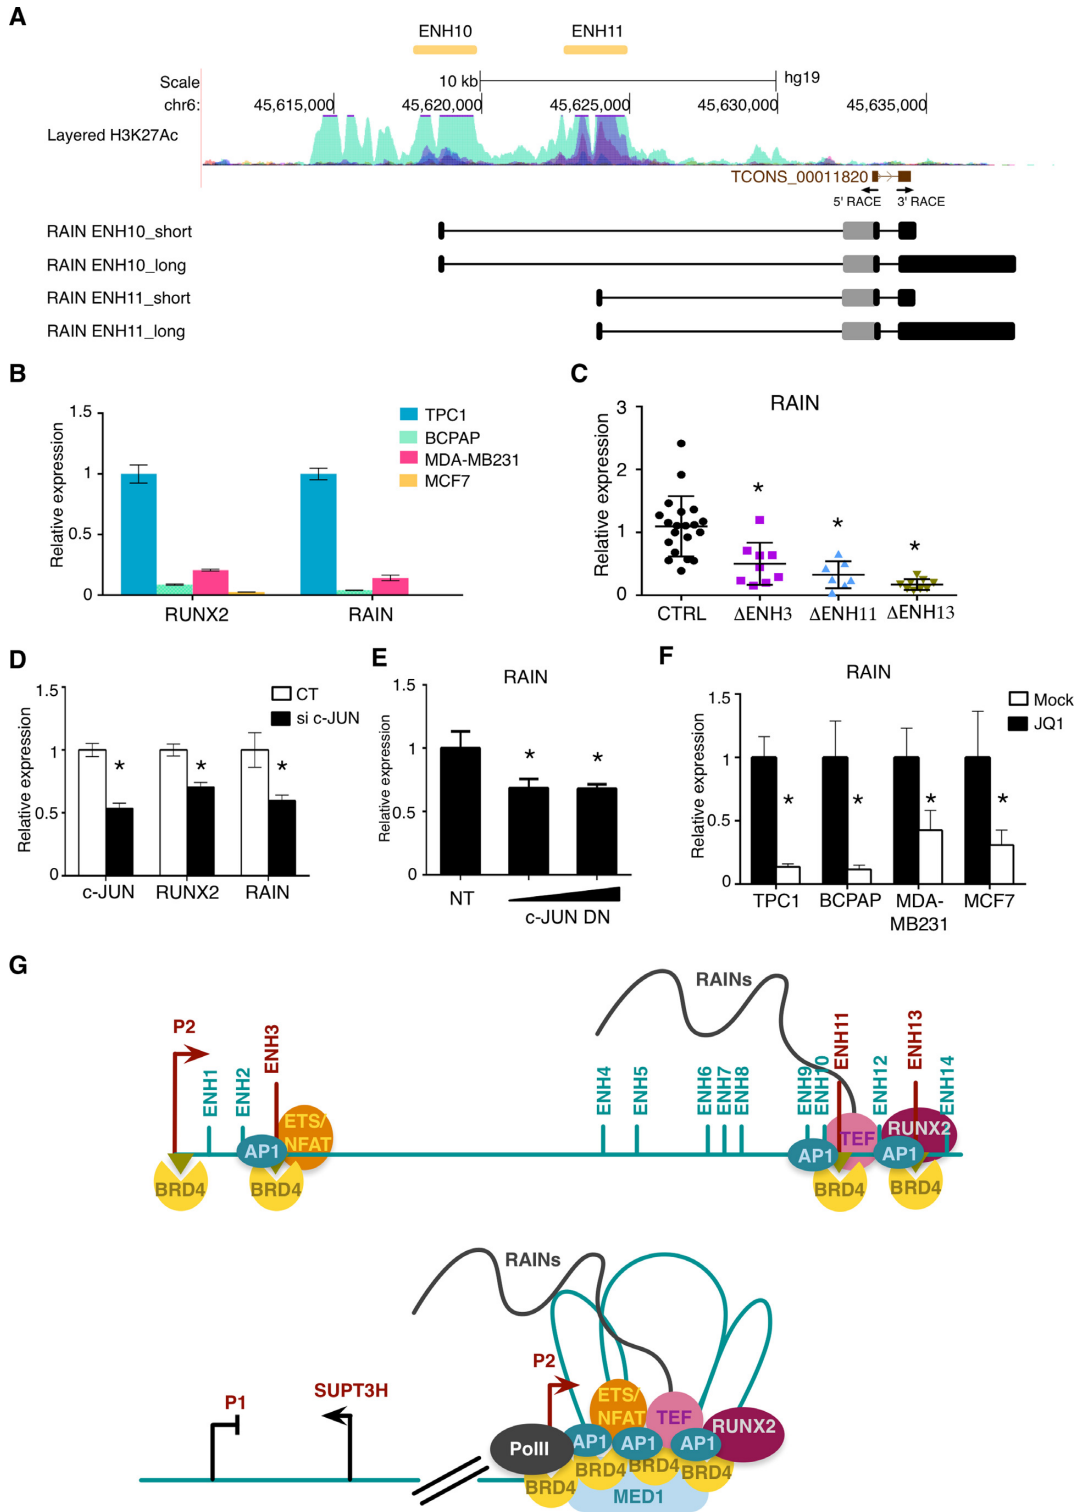 A
ENH10 ENH11
Scale 10 kb hg19
chr6: 45,615,000 45,620,000 45,625,000 45,630,000 45,635,000
Layered H3K27Ac
TCONS_00011820
5' RACE 3' RACE
RAIN ENH10_short
RAIN ENH10_long
RAIN ENH11_short
RAIN ENH11_long
B
Relative expression
1.5
1
0.5
0
TPC1
BCPAP
MDA-MB231
MCF7
RUNX2 RAIN
C
RAIN
Relative expression
3
2
1
0
* * *
CTRL ΔENH3 ΔENH11 ΔENH13
D
Relative expression
1.5
1
0.5
0
CT
si c-JUN
* * *
c-JUN RUNX2 RAIN
E
RAIN
Relative expression
1.5
1.0
0.5
0
* *
NT
c-JUN DN
F
RAIN
Relative expression
1.5
1
0.5
0
Mock
JQ1
* * * *
TPC1 BCPAP MDA- MCF7
MB231
G
RAINs
P2
ENH1
ENH2
ENH3
ENH4
ENH5
ENH6
ENH7
ENH8
ENH9
ENH10
ENH11
ENH12
ENH13
ENH14
ETS/
NFAT
AP1
BRD4
BRD4
AP1
TEF
AP1
RUNX2
BRD4
BRD4
RAINs
P2
P1
SUPT3H
ETS/
NFAT
TEF
RUNX2
PolII
AP1
AP1
AP1
BRD4
BRD4
BRD4
BRD4
MED1